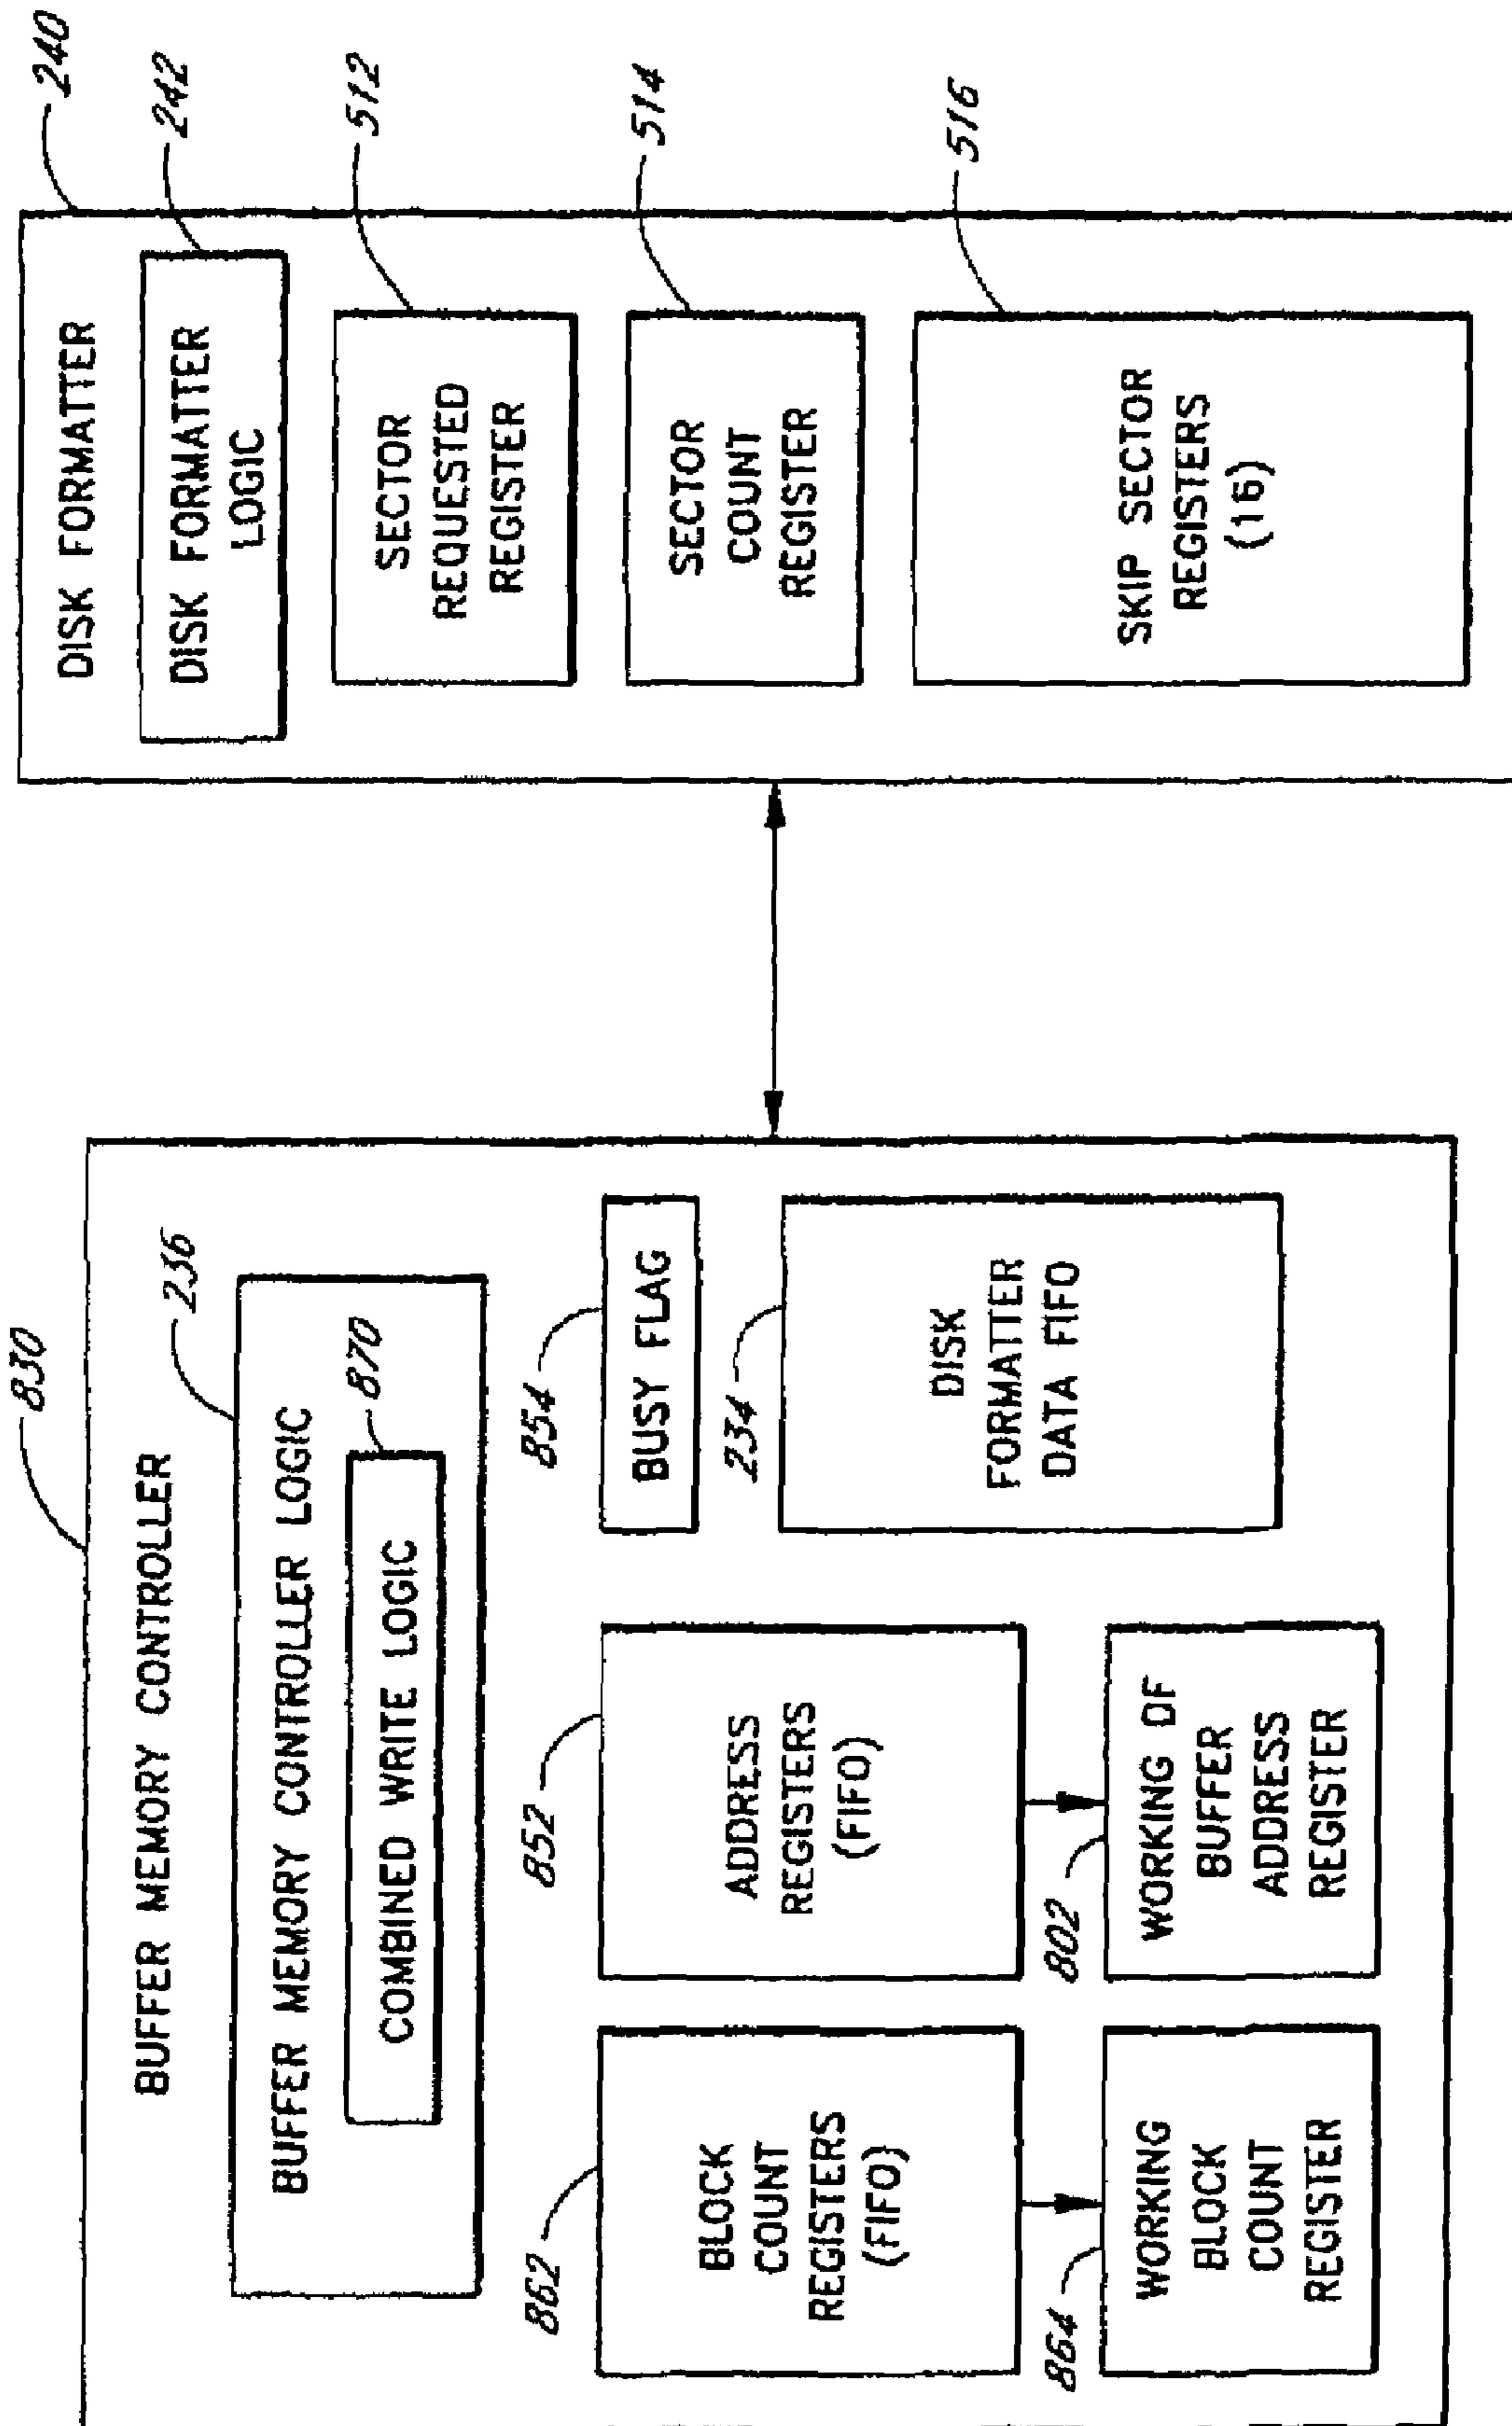 830
BUFFER MEMORY CONTROLLER
236
BUFFER MEMORY CONTROLLER LOGIC
870
COMBINED WRITE LOGIC
862
BLOCK
COUNT
REGISTERS
(FIFO)
852
ADDRESS
REGISTERS
(FIFO)
854
BUSY FLAG
234
DISK
FORMATTER
DATA FIFO
864
WORKING
BLOCK
COUNT
REGISTER
802
WORKING OF
BUFFER
ADDRESS
REGISTER
240
DISK FORMATTER
242
DISK FORMATTER
LOGIC
512
SECTOR
REQUESTED
REGISTER
514
SECTOR
COUNT
REGISTER
516
SKIP SECTOR
REGISTERS
(16)